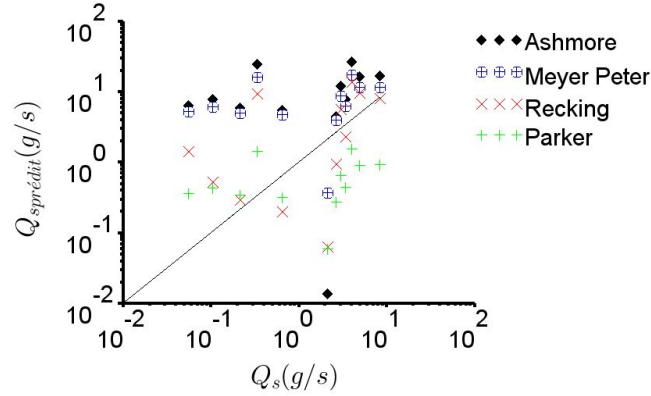 10^2
10^1
10^0
10^-1
10^-2
Q_sprédit(g/s)
10^-2 10^-1 10^0 10^1 10^2
Q_s(g/s)
Ashmore
Meyer Peter
Recking
Parker